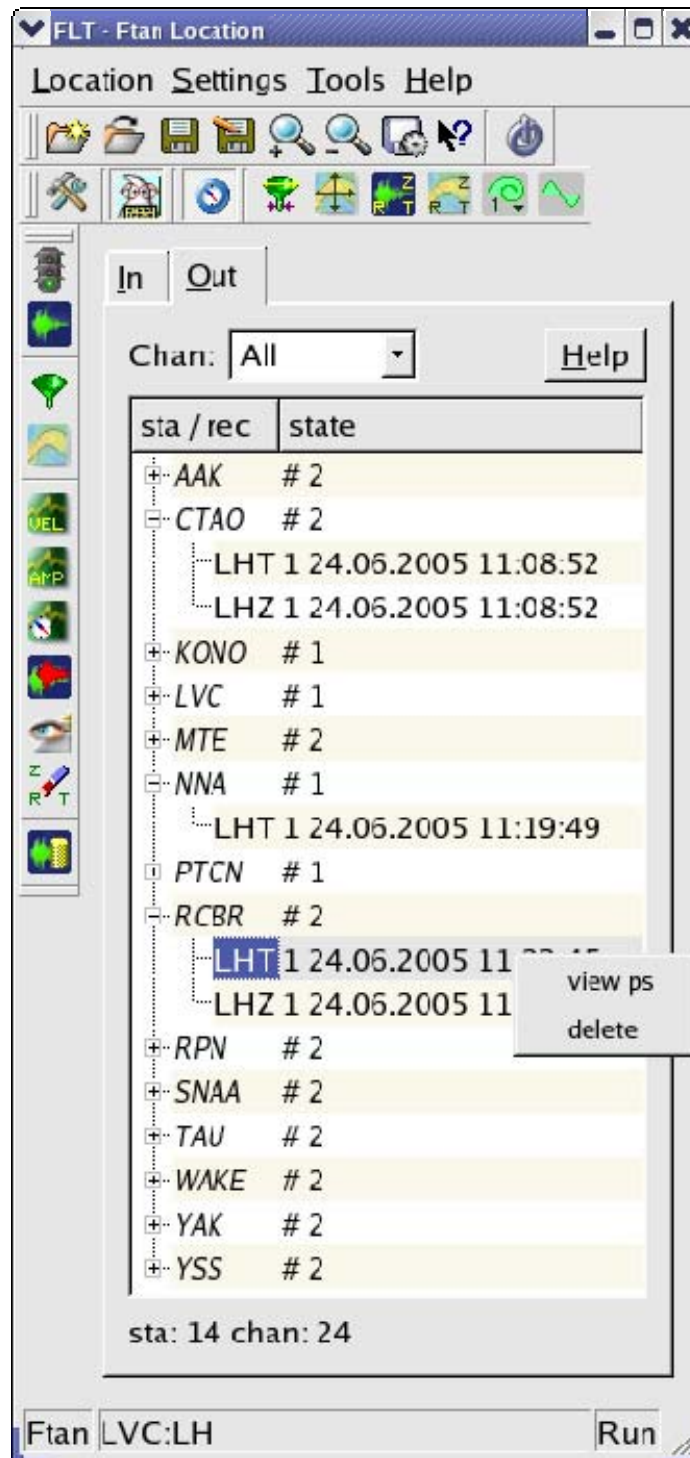 FLT - Ftan Location
Location Settings Tools Help
Z
R T
Z
R T
1
In Out
Chan: All Help
sta / rec state
AAK # 2
CTAO # 2
LHT 1 24.06.2005 11:08:52
LHZ 1 24.06.2005 11:08:52
KONO # 1
LVC # 1
VEL
AMP
MTE # 2
NNA # 1
LHT 1 24.06.2005 11:19:49
Z
R T
PTCN # 1
RCBR # 2
LHT 1 24.06.2005 11
LHZ 1 24.06.2005 11
view ps
delete
RPN # 2
SNAA # 2
TAU # 2
WAKE # 2
YAK # 2
YSS # 2
sta: 14 chan: 24
Ftan LVC:LH Run